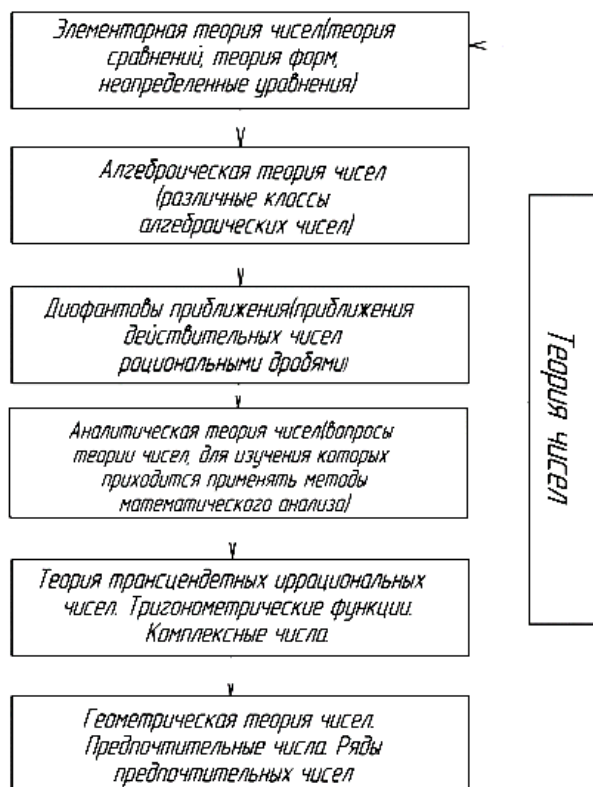 Элементарная теория чисел(теория
сравнений, теория форм,
неопределенные уравнения)
Алгебраическая теория чисел
(различные классы
алгебраических чисел)
Диофантовы приближения(приближения
действительных чисел
рациональными дробями)
Аналитическая теория чисел(вопросы
теории чисел, для изучения которых
приходится применять методы
математического анализа)
Теория трансцендетных иррациональных
чисел. Тригонометрические функции.
Комплексные числа.
Геометрическая теория чисел.
Предпочтительные числа. Ряды
предпочтительных чисел
Теория чисел